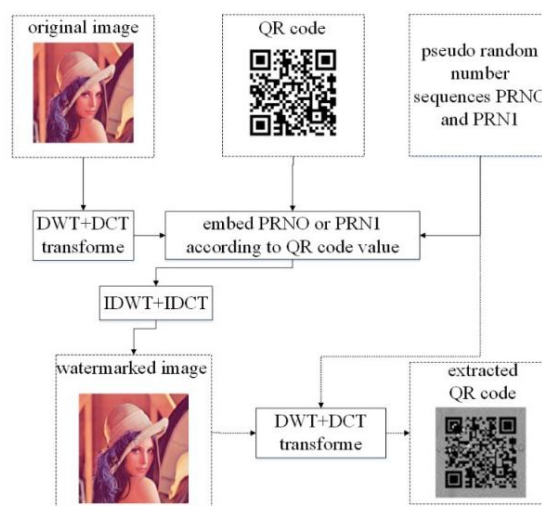 original image
QR code
pseudo random
number
sequences PRNO
and PRN1
DWT+DCT
transforme
embed PRNO or PRN1
according to QR code value
IDWT+IDCT
watermarked image
DWT+DCT
transforme
extracted
QR code